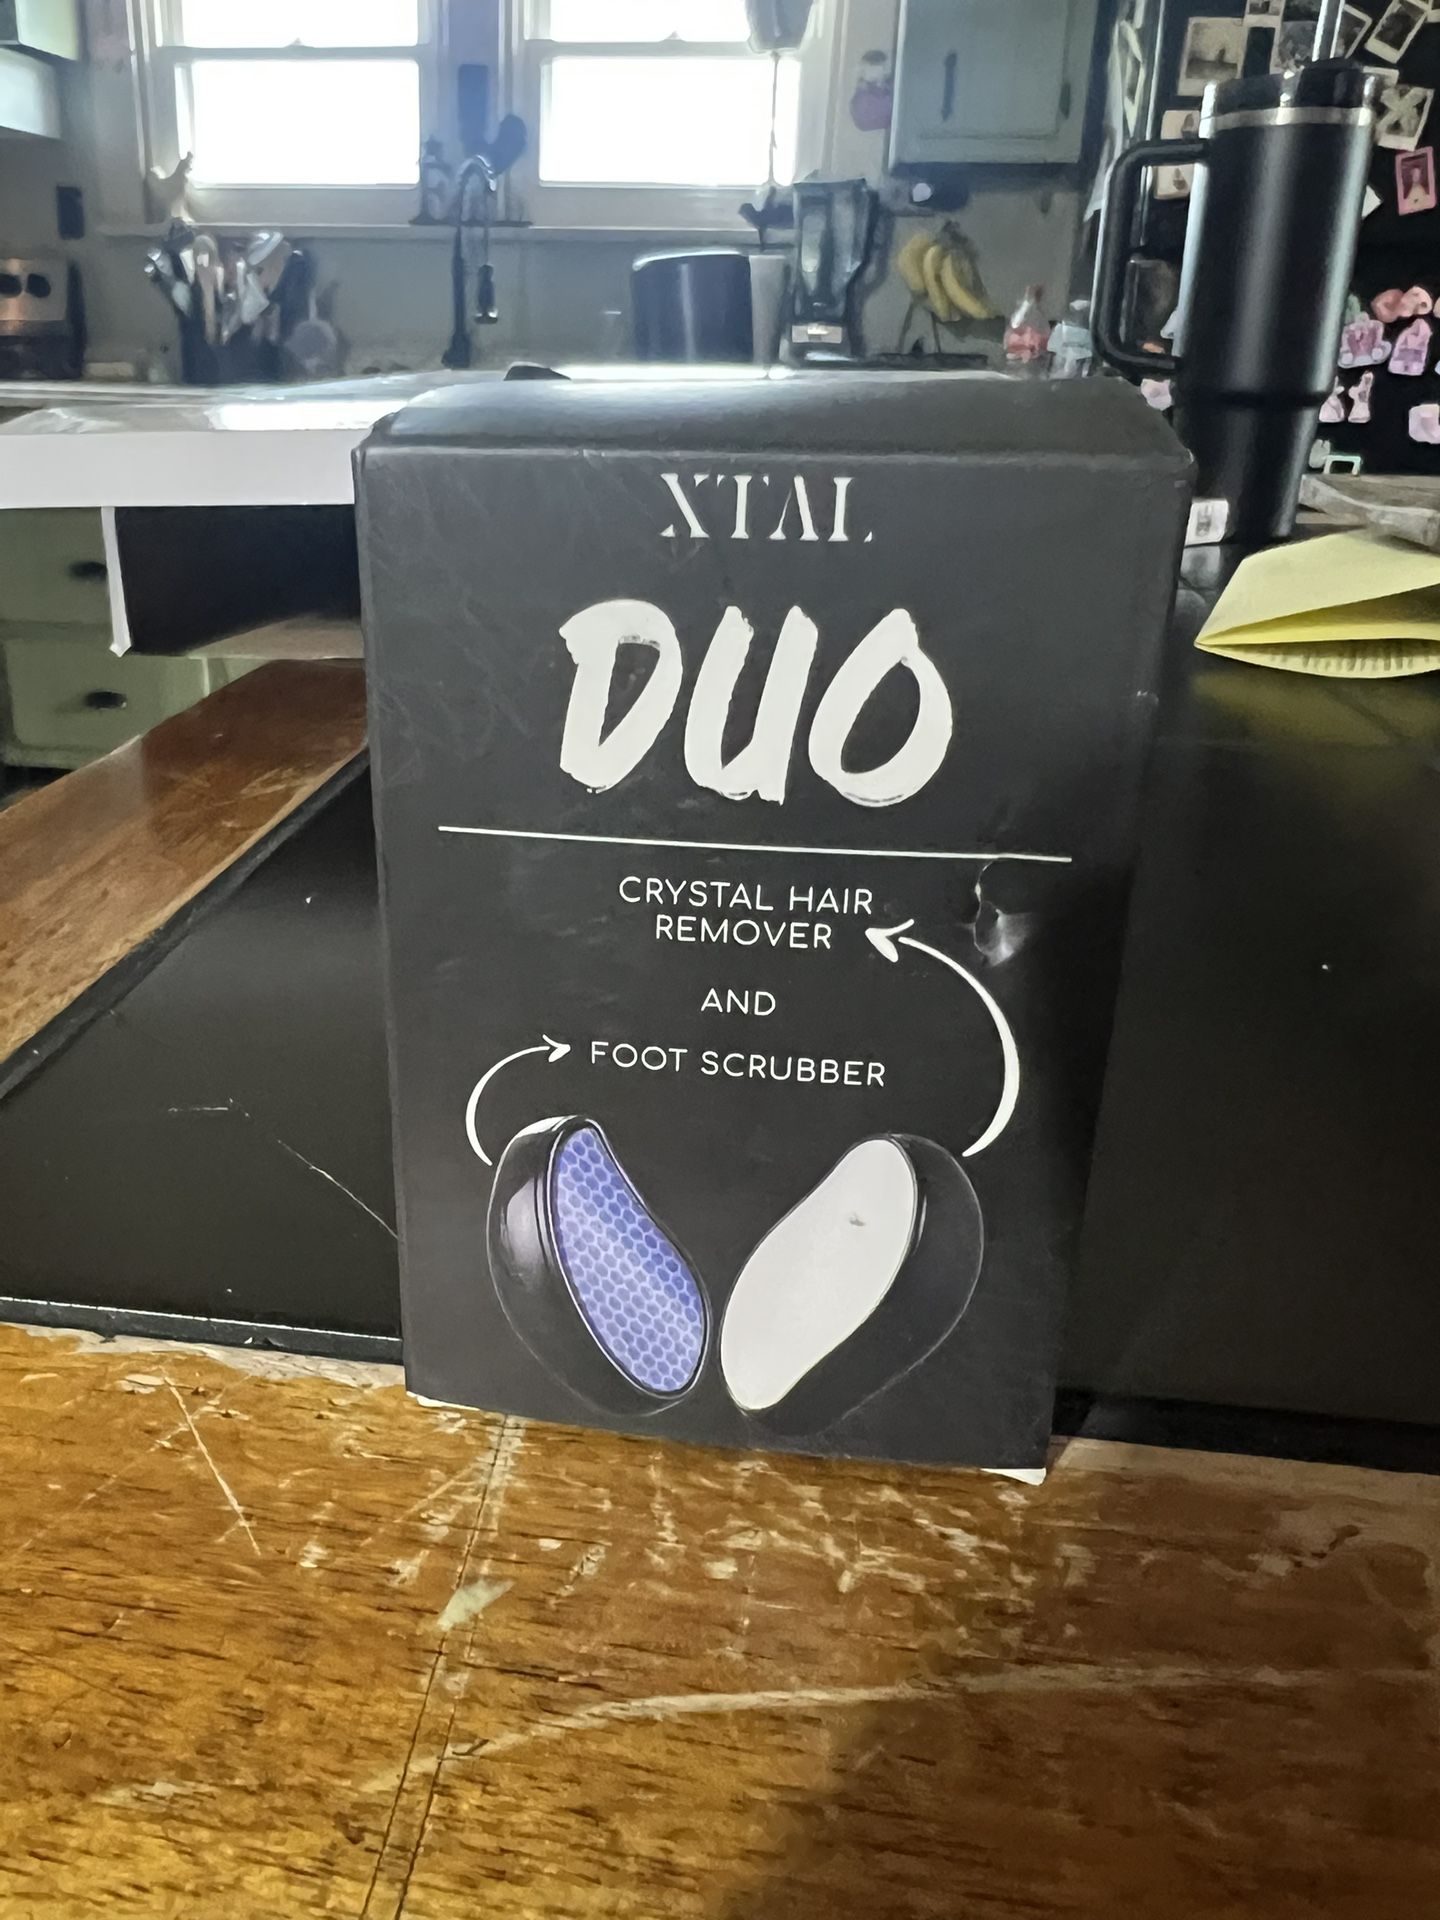 XTAL
DUO
CRYSTAL HAIR
REMOVER
AND
FOOT SCRUBBER